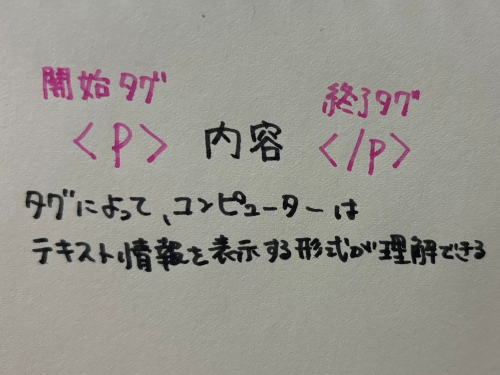 開始タグ 終了タグ
<p> 内容 </p>
タグによって、コンピューターは
テキスト情報を表示する形式が理解できる